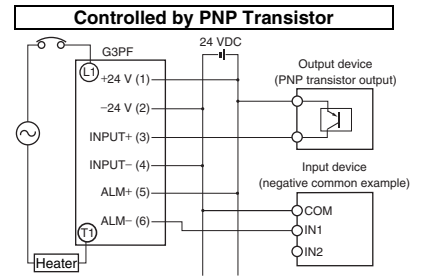 Controlled by PNP Transistor
24 VDC
G3PF
L1
+24 V (1)
−24 V (2)
INPUT+ (3)
INPUT− (4)
ALM+ (5)
ALM− (6)
T1
Heater
Output device
(PNP transistor output)
Input device
(negative common example)
COM
IN1
IN2